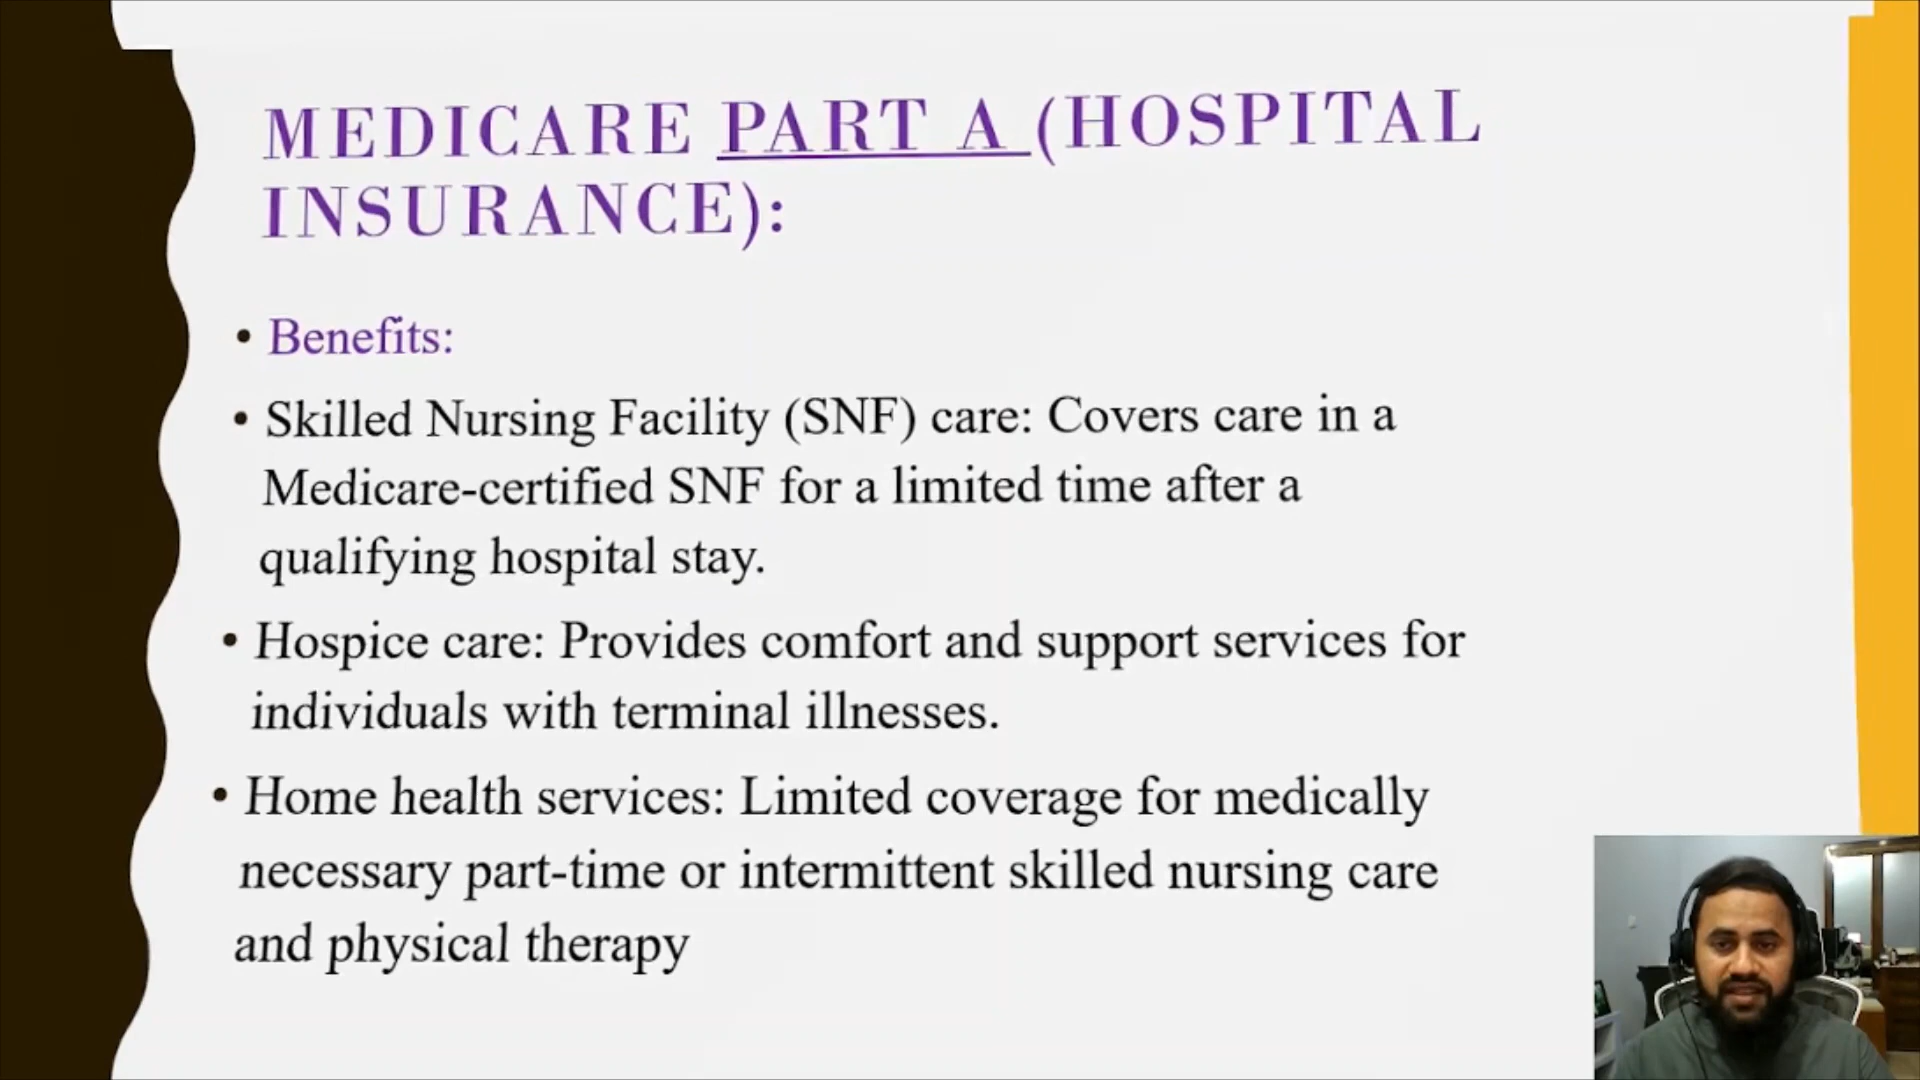 MEDICARE PART A (HOSPITAL
INSURANCE):
• Benefits:
• Skilled Nursing Facility (SNF) care: Covers care in a
Medicare-certified SNF for a limited time after a
qualifying hospital stay.
• Hospice care: Provides comfort and support services for
individuals with terminal illnesses.
• Home health services: Limited coverage for medically
necessary part-time or intermittent skilled nursing care
and physical therapy